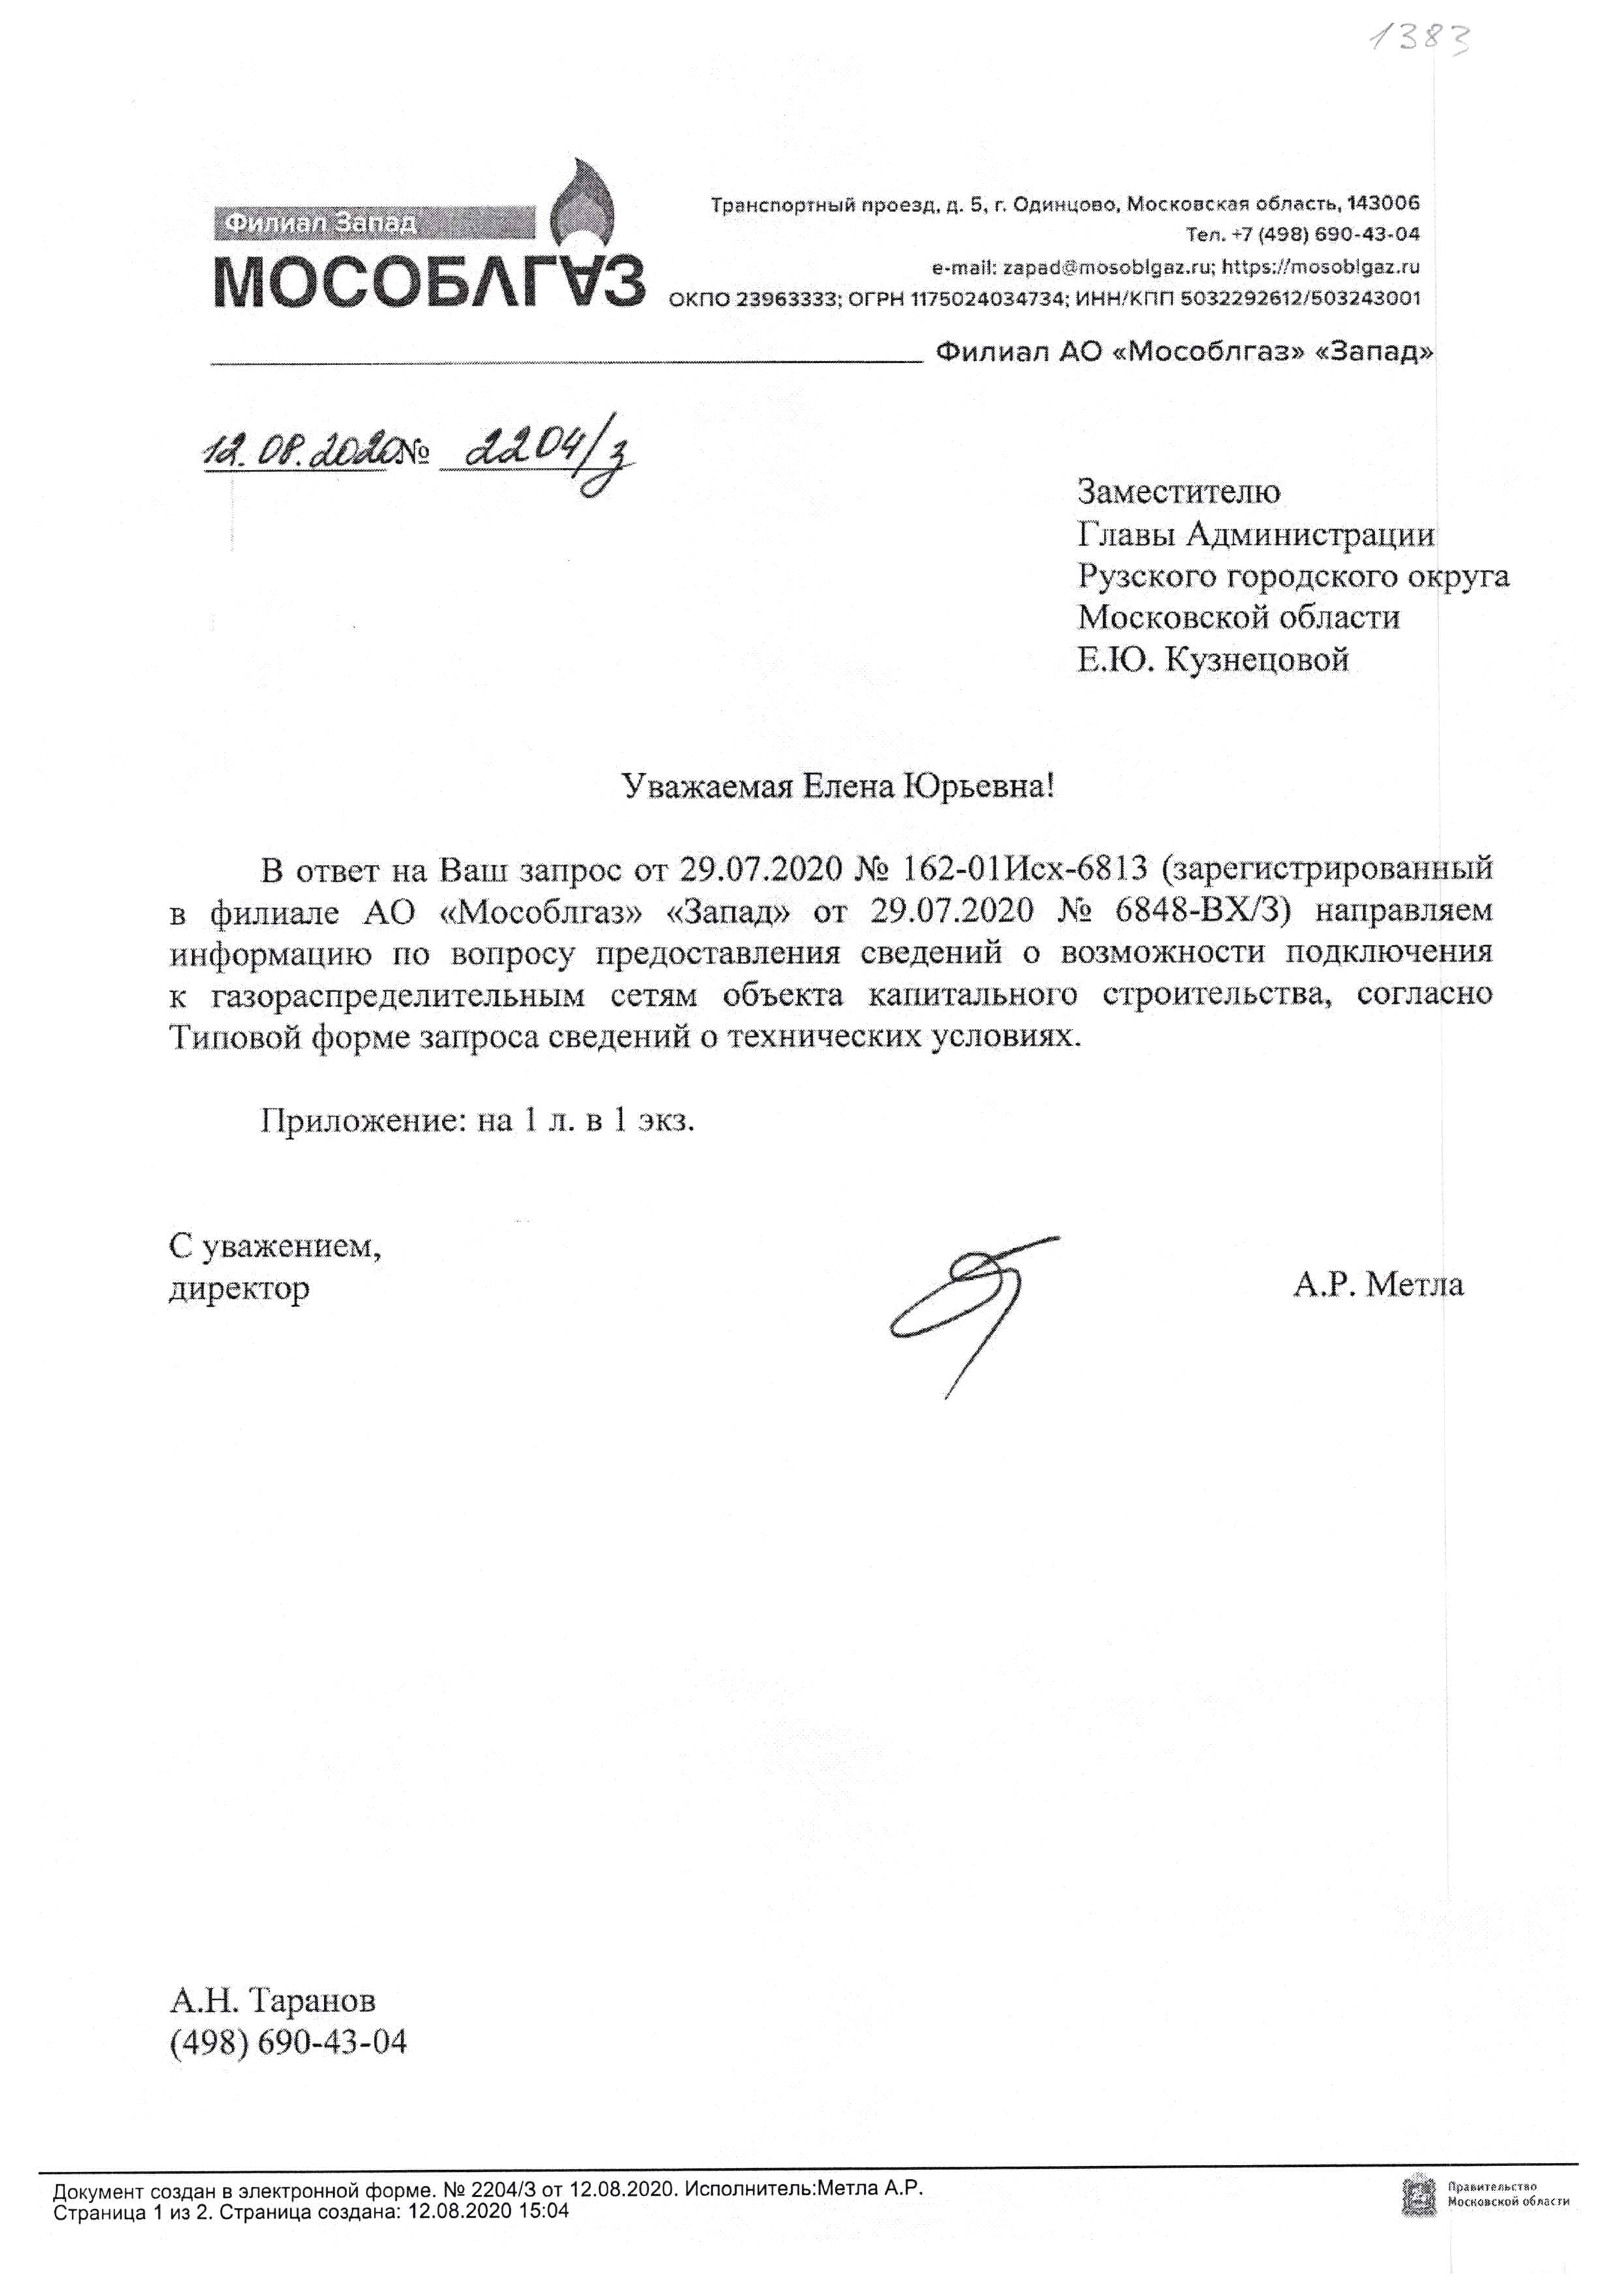 1383
Филиал Запад
МОСОБЛГАЗ
Транспортный проезд, д. 5, г. Одинцово, Московская область, 143006
Тел. +7 (498) 690-43-04
e-mail: zapad@mosoblgaz.ru; https://mosoblgaz.ru
ОКПО 23963333; ОГРН 1175024034734; ИНН/КПП 5032292612/503243001
Филиал АО «Мособлгаз» «Запад»
12.08.2020 № 2204/з
Заместителю
Главы Администрации
Рузского городского округа
Московской области
Е.Ю. Кузнецовой
Уважаемая Елена Юрьевна!
В ответ на Ваш запрос от 29.07.2020 № 162-01Исх-6813 (зарегистрированный
в филиале АО «Мособлгаз» «Запад» от 29.07.2020 № 6848-ВХ/З) направляем
информацию по вопросу предоставления сведений о возможности подключения
к газораспределительным сетям объекта капитального строительства, согласно
Типовой форме запроса сведений о технических условиях.
Приложение: на 1 л. в 1 экз.
С уважением,
директор
А.Р. Метла
А.Н. Таранов
(498) 690-43-04
Документ создан в электронной форме. № 2204/З от 12.08.2020. Исполнитель:Метла А.Р.
Страница 1 из 2. Страница создана: 12.08.2020 15:04
Правительство
Московской области